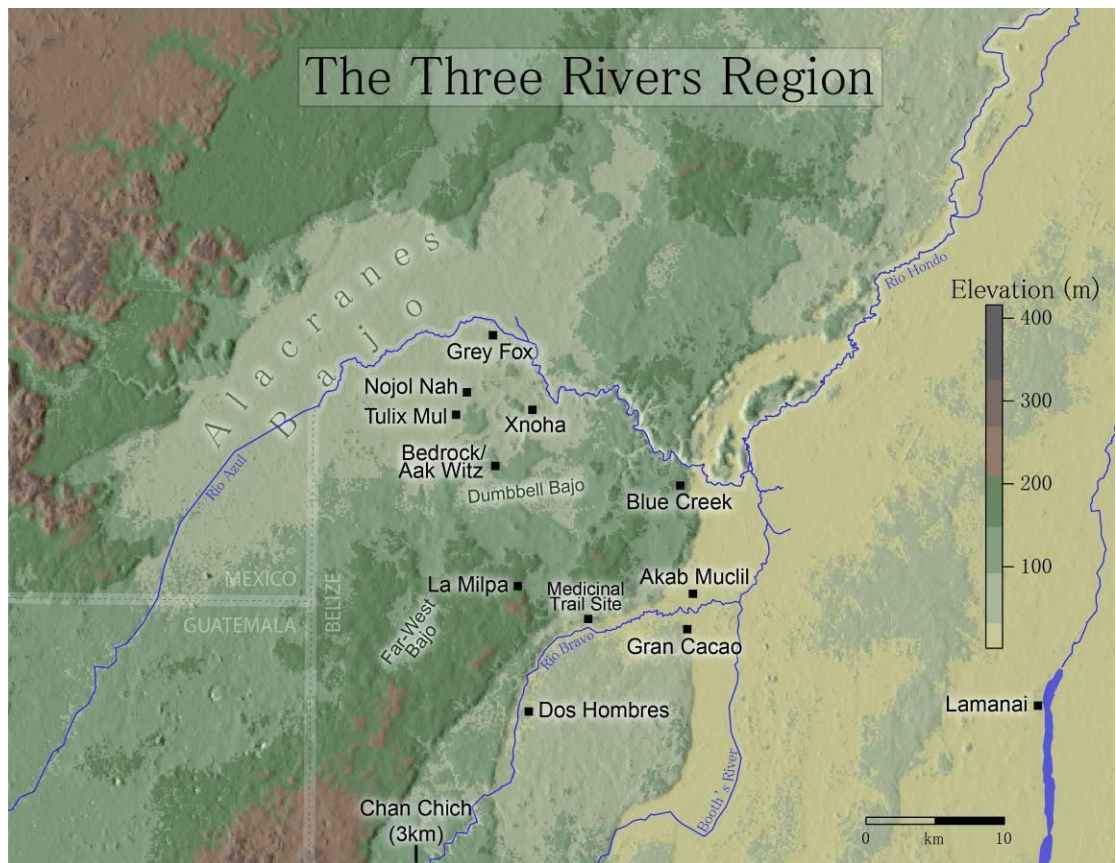 The Three Rivers Region
Alacranes
Bajo
Rio Hondo
Elevation (m)
400
300
200
100
Grey Fox
Nojol Nah
Tulix Mul
Xnoha
Bedrock/
Aak Witz
Dumbbell Bajo
Rio Azul
Blue Creek
MEXICO
GUATEMALA
BELIZE
La Milpa
Far-West
Bajo
Medicinal
Trail Site
Akab Muclil
Rio Bravo
Gran Cacao
Dos Hombres
Lamanai
Booth's River
Chan Chich
(3km)
0 km 10